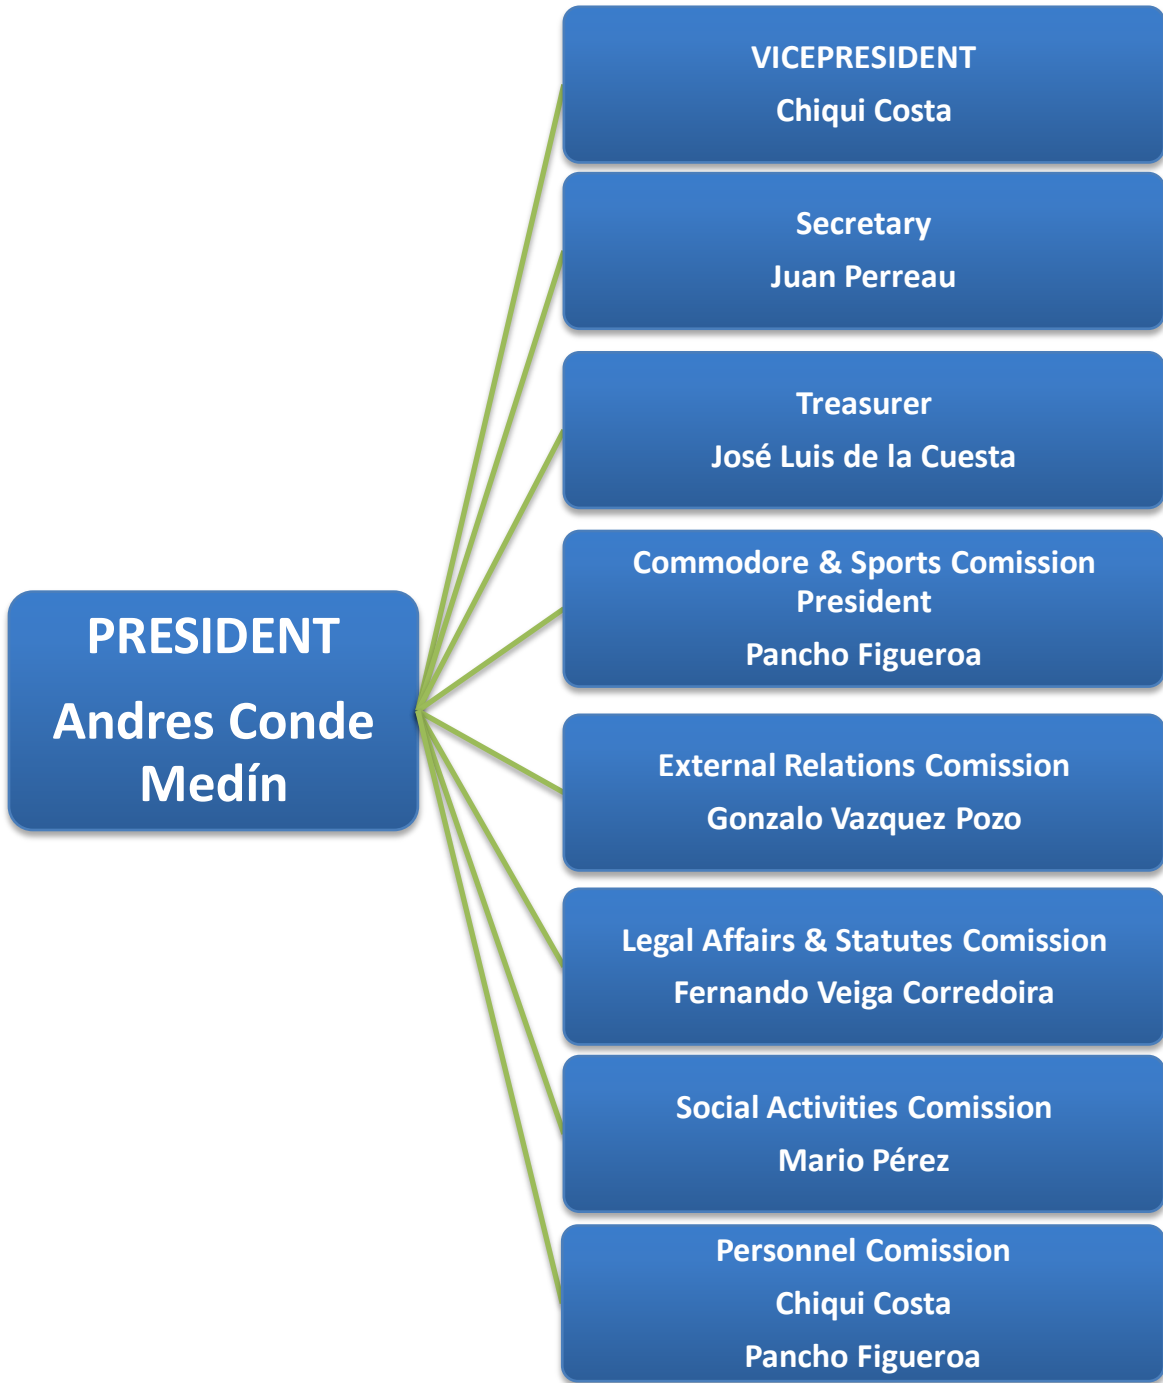 PRESIDENT
Andres Conde
Medín
VICEPRESIDENT
Chiqui Costa
Secretary
Juan Perreau
Treasurer
José Luis de la Cuesta
Commodore & Sports Comission
President
Pancho Figueroa
External Relations Comission
Gonzalo Vazquez Pozo
Legal Affairs & Statutes Comission
Fernando Veiga Corredoira
Social Activities Comission
Mario Pérez
Personnel Comission
Chiqui Costa
Pancho Figueroa